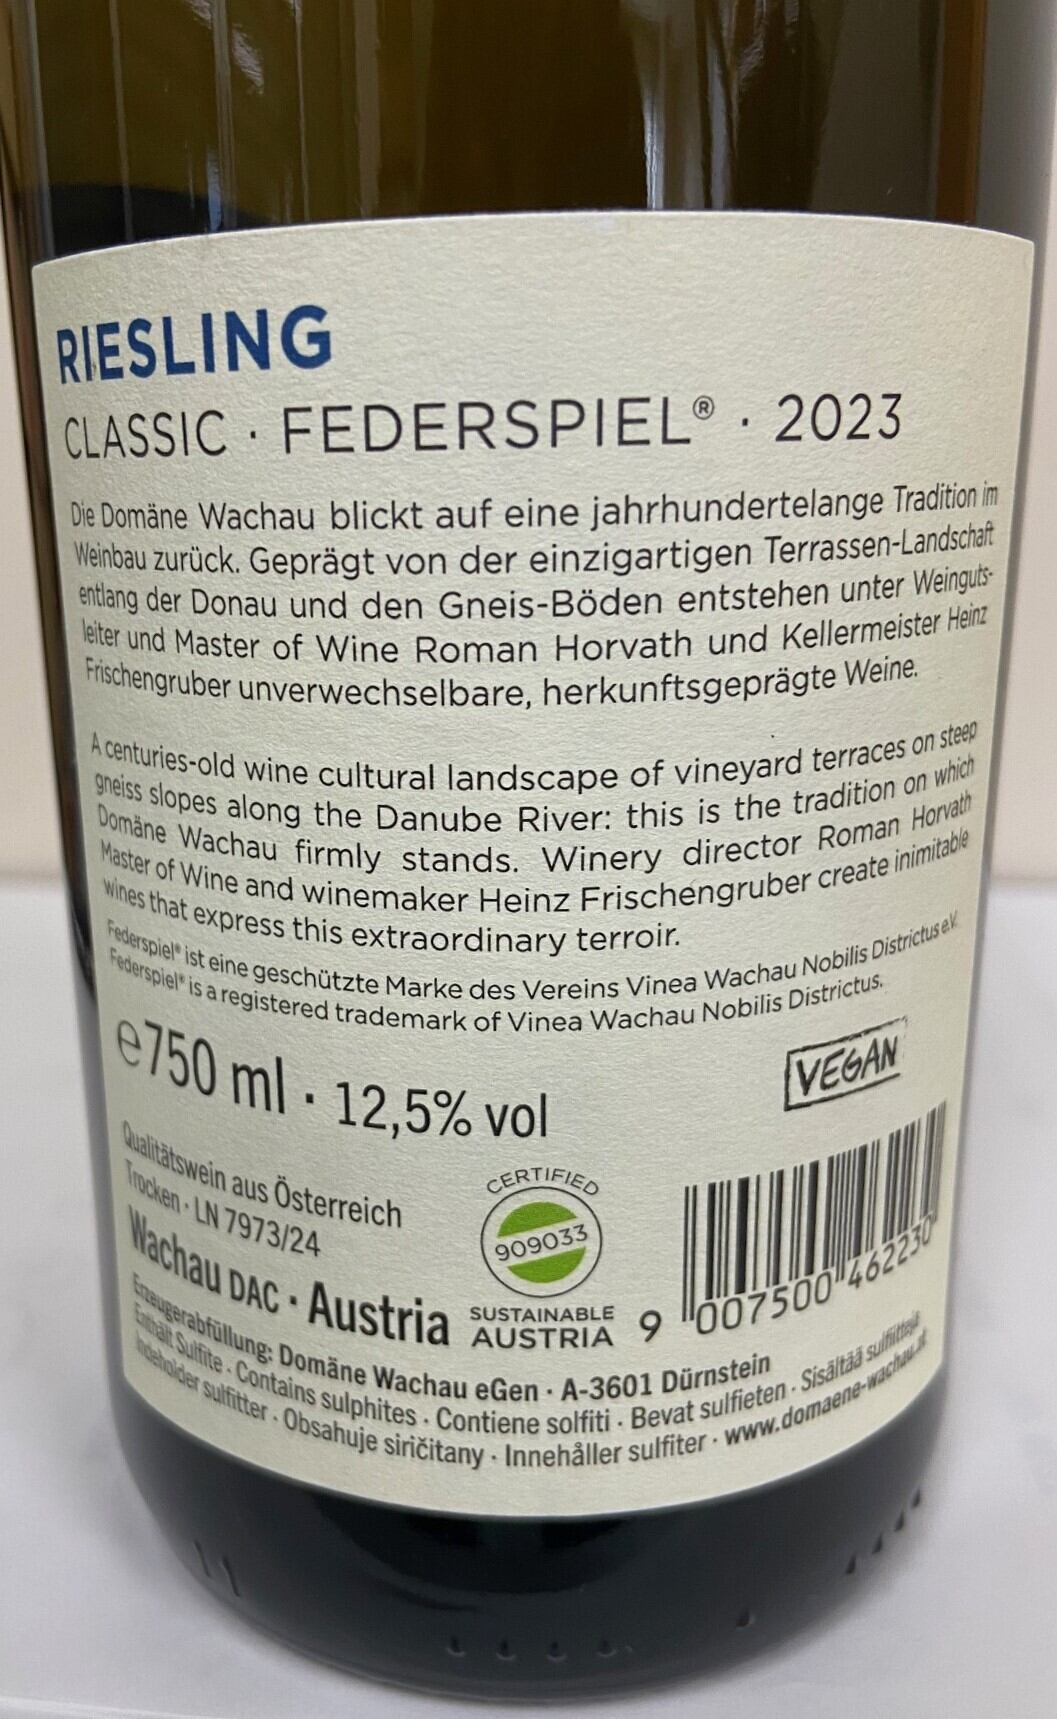 RIESLING
CLASSIC · FEDERSPIEL® · 2023
Die Domäne Wachau blickt auf eine jahrhundertelange Tradition im
Weinbau zurück. Geprägt von der einzigartigen Terrassen-Landschaft
entlang der Donau und den Gneis-Böden entstehen unter Weinguts-
leiter und Master of Wine Roman Horvath und Kellermeister Heinz
Frischengruber unverwechselbare, herkunftsgeprägte Weine.
A centuries-old wine cultural landscape of vineyard terraces on steep
gneiss slopes along the Danube River: this is the tradition on which
Domäne Wachau firmly stands. Winery director Roman Horvath
Master of Wine and winemaker Heinz Frischengruber create inimitable
wines that express this extraordinary terroir.
Federspiel® ist eine geschützte Marke des Vereins Vinea Wachau Nobilis Districtus e.V.
Federspiel® is a registered trademark of Vinea Wachau Nobilis Districtus.
℮750 ml · 12,5% vol
VEGAN
Qualitätswein aus Österreich
Trocken · LN 7973/24
Wachau DAC · Austria
CERTIFIED
909033
SUSTAINABLE
AUSTRIA
9 007500 462230
Erzeugerabfüllung: Domäne Wachau eGen · A-3601 Dürnstein
Enthält Sulfite · Contains sulphites · Contiene solfiti · Bevat sulfieten · Sisältää sulfiittejä
Indeholder sulfitter · Obsahuje siričitany · Innehåller sulfiter · www.domaene-wachau.at